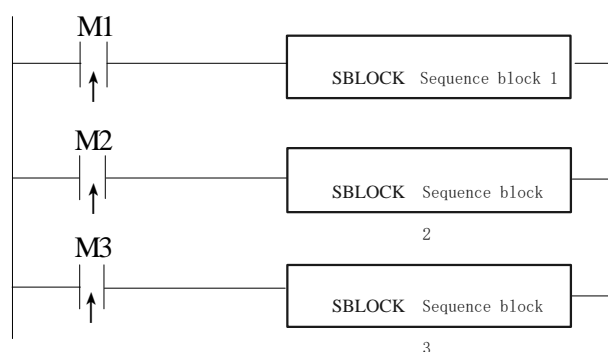 M1
SBLOCK Sequence block 1
M2
SBLOCK Sequence block
2
M3
SBLOCK Sequence block
3